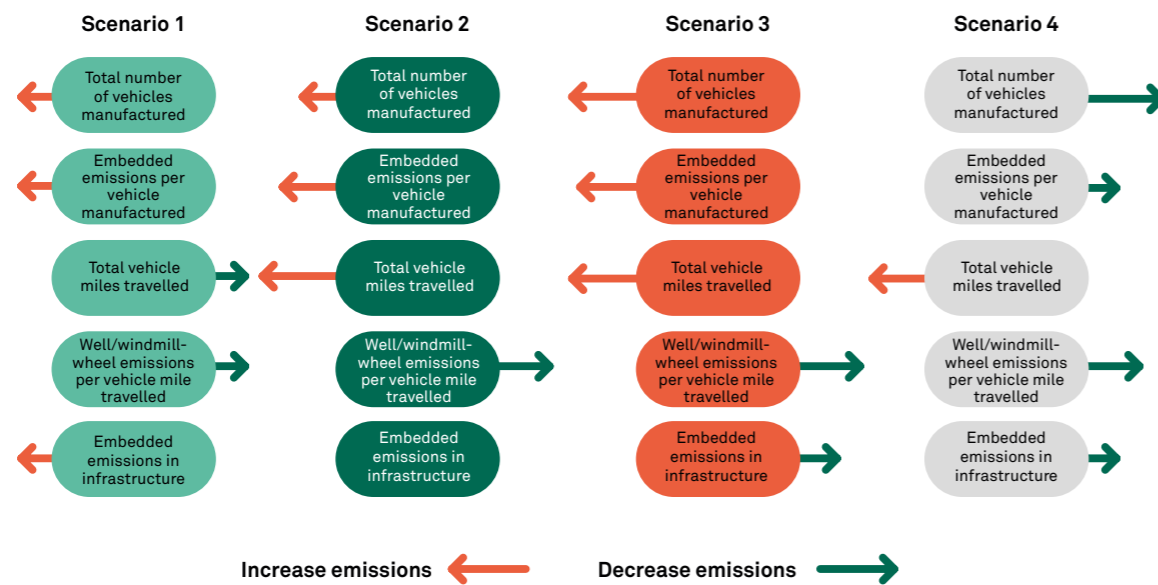 Scenario 1
Total number
of vehicles
manufactured
Embedded
emissions per
vehicle
manufactured
Total vehicle
miles travelled
Well/windmill-
wheel emissions
per vehicle mile
travelled
Embedded
emissions in
infrastructure
Scenario 2
Total number
of vehicles
manufactured
Embedded
emissions per
vehicle
manufactured
Total vehicle
miles travelled
Well/windmill-
wheel emissions
per vehicle mile
travelled
Embedded
emissions in
infrastructure
Scenario 3
Total number
of vehicles
manufactured
Embedded
emissions per
vehicle
manufactured
Total vehicle
miles travelled
Well/windmill-
wheel emissions
per vehicle mile
travelled
Embedded
emissions in
infrastructure
Scenario 4
Total number
of vehicles
manufactured
Embedded
emissions per
vehicle
manufactured
Total vehicle
miles travelled
Well/windmill-
wheel emissions
per vehicle mile
travelled
Embedded
emissions in
infrastructure
Increase emissions
Decrease emissions